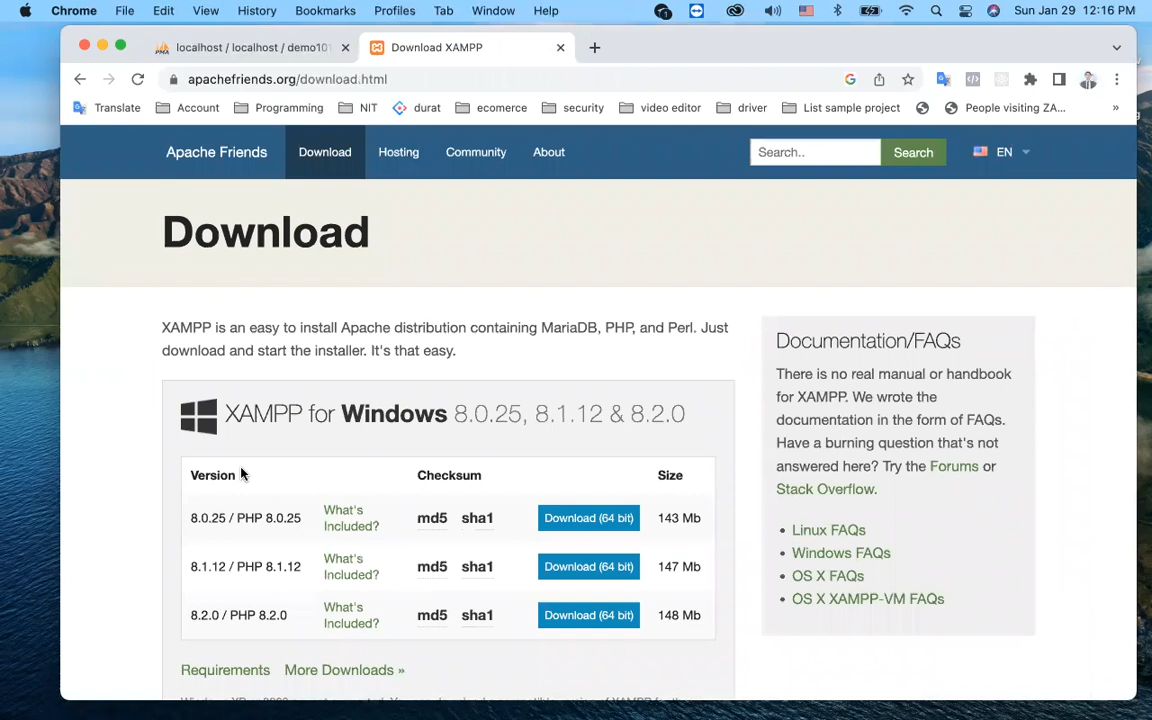 Chrome File Edit View History Bookmarks Profiles Tab Window Help Sun Jan 29 12:16 PM
localhost / localhost / demo101 Download XAMPP
apachefriends.org/download.html
Translate Account Programming NIT durat ecomerce security video editor driver List sample project People visiting ZA...
Apache Friends Download Hosting Community About Search.. Search EN
Download
XAMPP is an easy to install Apache distribution containing MariaDB, PHP, and Perl. Just
download and start the installer. It's that easy.
XAMPP for Windows 8.0.25, 8.1.12 & 8.2.0
Version Checksum Size
8.0.25 / PHP 8.0.25 What's Included? md5 sha1 Download (64 bit) 143 Mb
8.1.12 / PHP 8.1.12 What's Included? md5 sha1 Download (64 bit) 147 Mb
8.2.0 / PHP 8.2.0 What's Included? md5 sha1 Download (64 bit) 148 Mb
Requirements More Downloads »
Documentation/FAQs
There is no real manual or handbook
for XAMPP. We wrote the
documentation in the form of FAQs.
Have a burning question that's not
answered here? Try the Forums or
Stack Overflow.
• Linux FAQs
• Windows FAQs
• OS X FAQs
• OS X XAMPP-VM FAQs